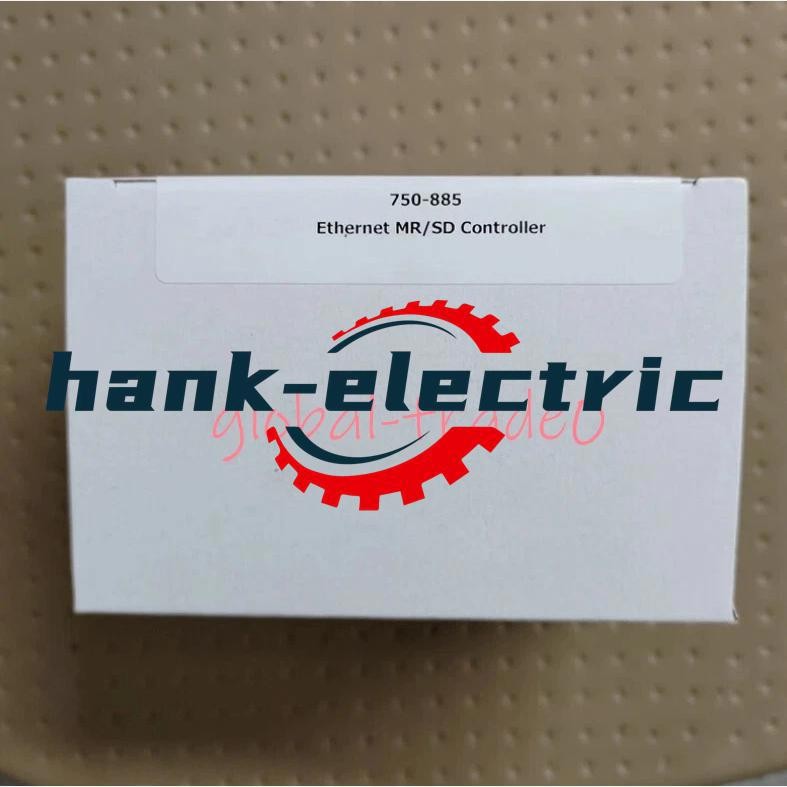 750-885
Ethernet MR/SD Controller
hank-electric
global-trade0